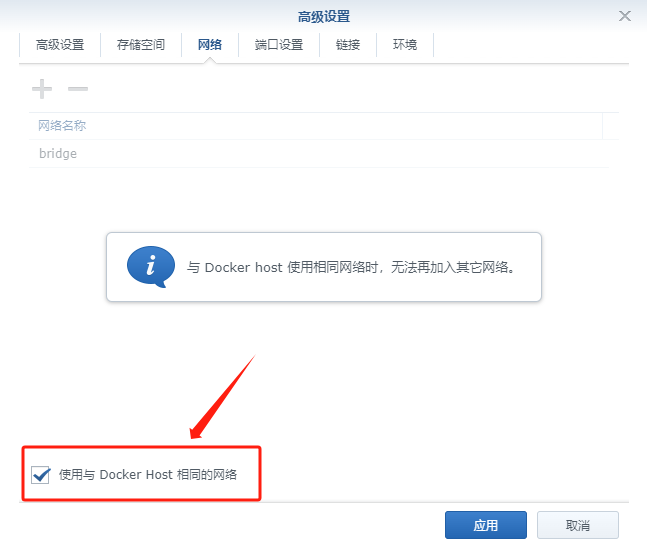 高级设置
高级设置 存储空间 网络 端口设置 链接 环境
网络名称
bridge
与 Docker host 使用相同网络时，无法再加入其它网络。
使用与 Docker Host 相同的网络
应用 取消